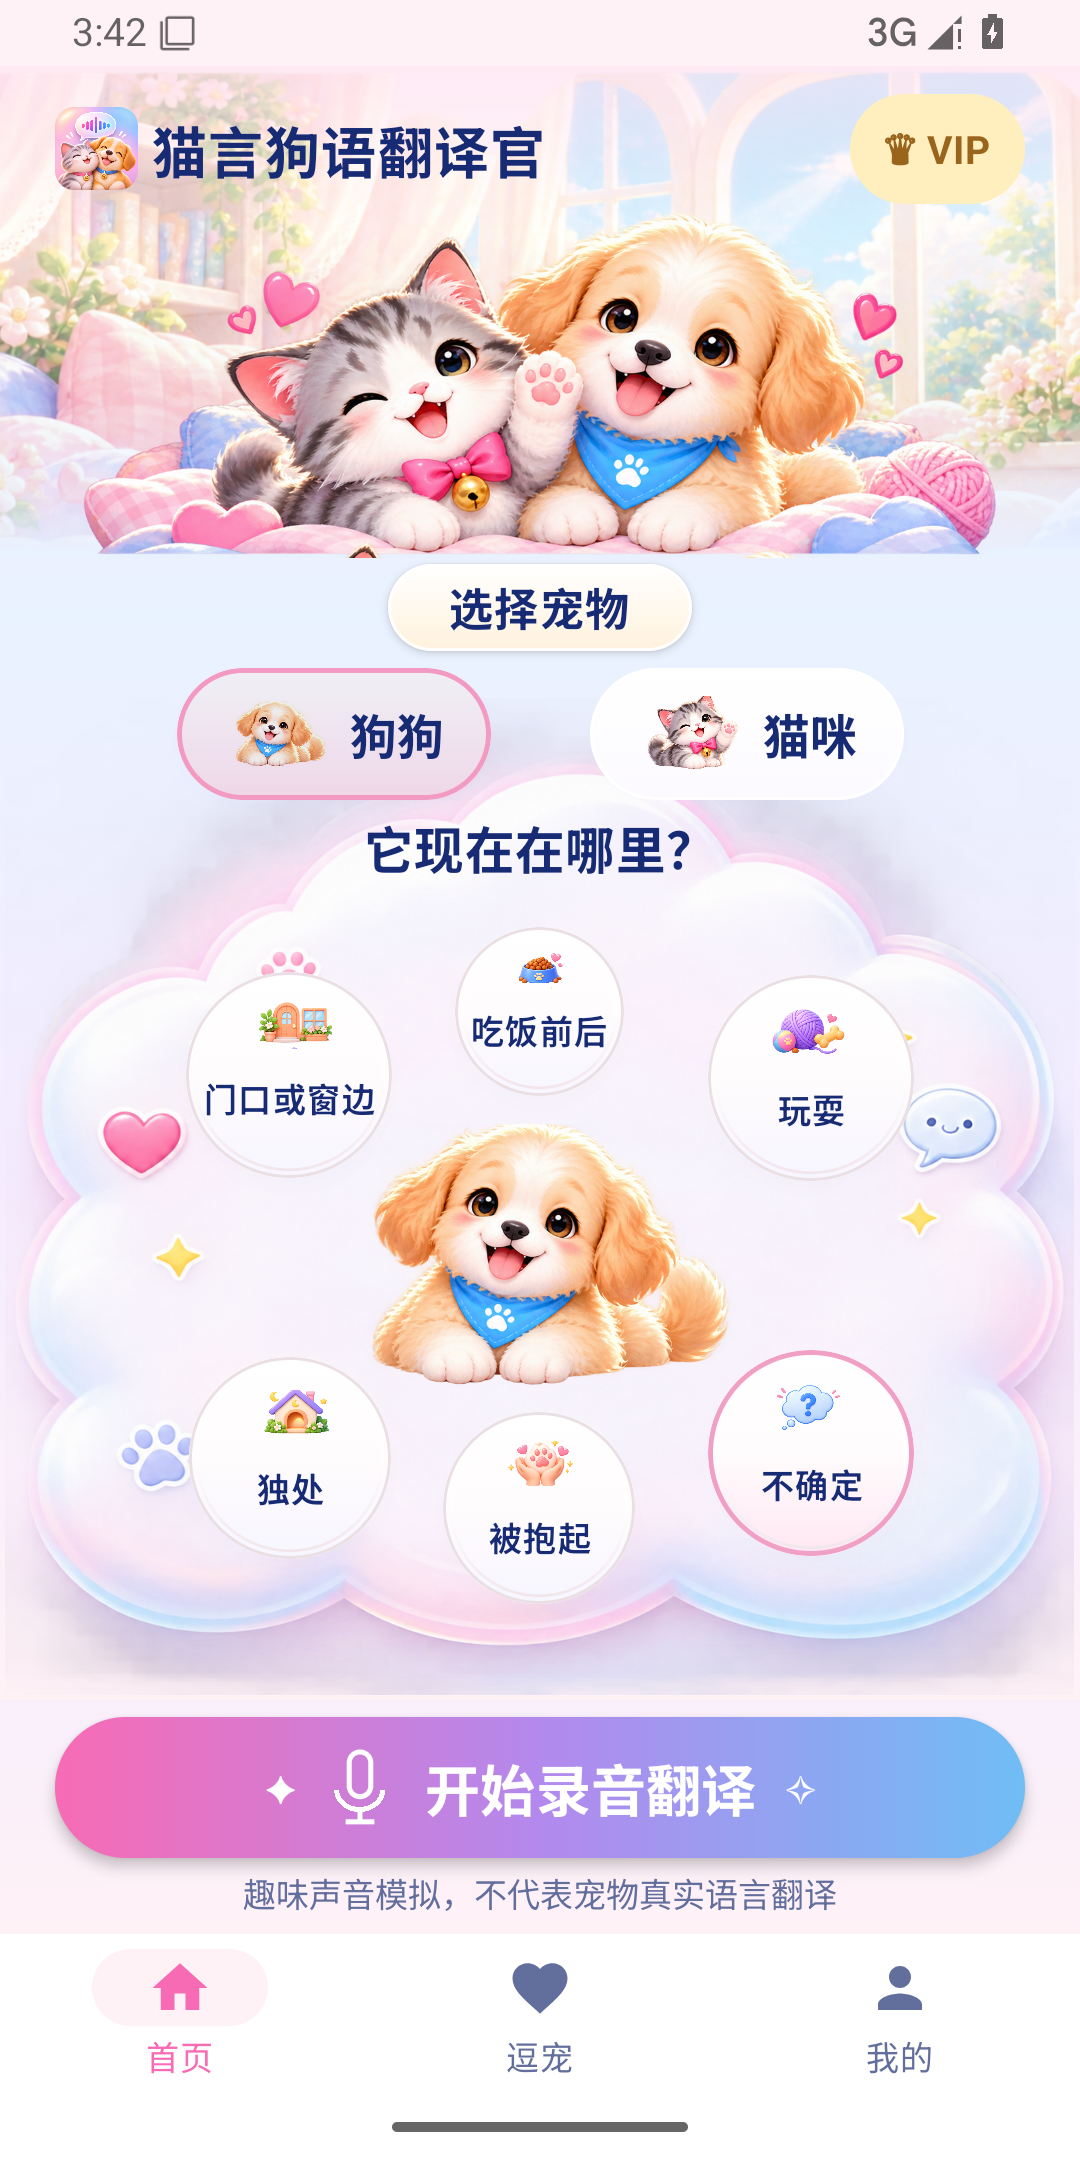 3:42
3G
猫言狗语翻译官
VIP
选择宠物
狗狗
猫咪
它现在在哪里?
吃饭前后
门口或窗边
玩耍
独处
被抱起
不确定
开始录音翻译
趣味声音模拟，不代表宠物真实语言翻译
首页
逗宠
我的